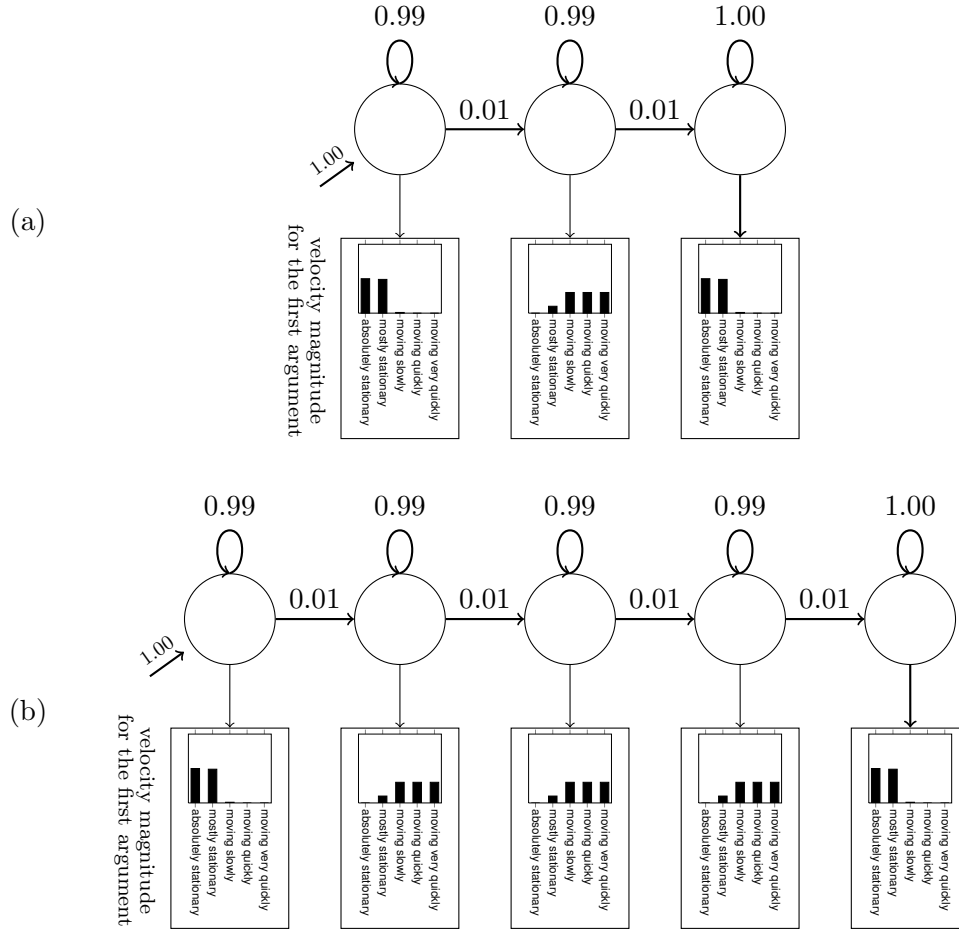 0.99 0.99 1.00
0.01 0.01
1.00
(a)
velocity magnitude
for the first argument
absolutely stationary
mostly stationary
moving slowly
moving quickly
moving very quickly
absolutely stationary
mostly stationary
moving slowly
moving quickly
moving very quickly
absolutely stationary
mostly stationary
moving slowly
moving quickly
moving very quickly
0.99 0.99 0.99 0.99 1.00
0.01 0.01 0.01 0.01
1.00
(b)
velocity magnitude
for the first argument
absolutely stationary
mostly stationary
moving slowly
moving quickly
moving very quickly
absolutely stationary
mostly stationary
moving slowly
moving quickly
moving very quickly
absolutely stationary
mostly stationary
moving slowly
moving quickly
moving very quickly
absolutely stationary
mostly stationary
moving slowly
moving quickly
moving very quickly
absolutely stationary
mostly stationary
moving slowly
moving quickly
moving very quickly